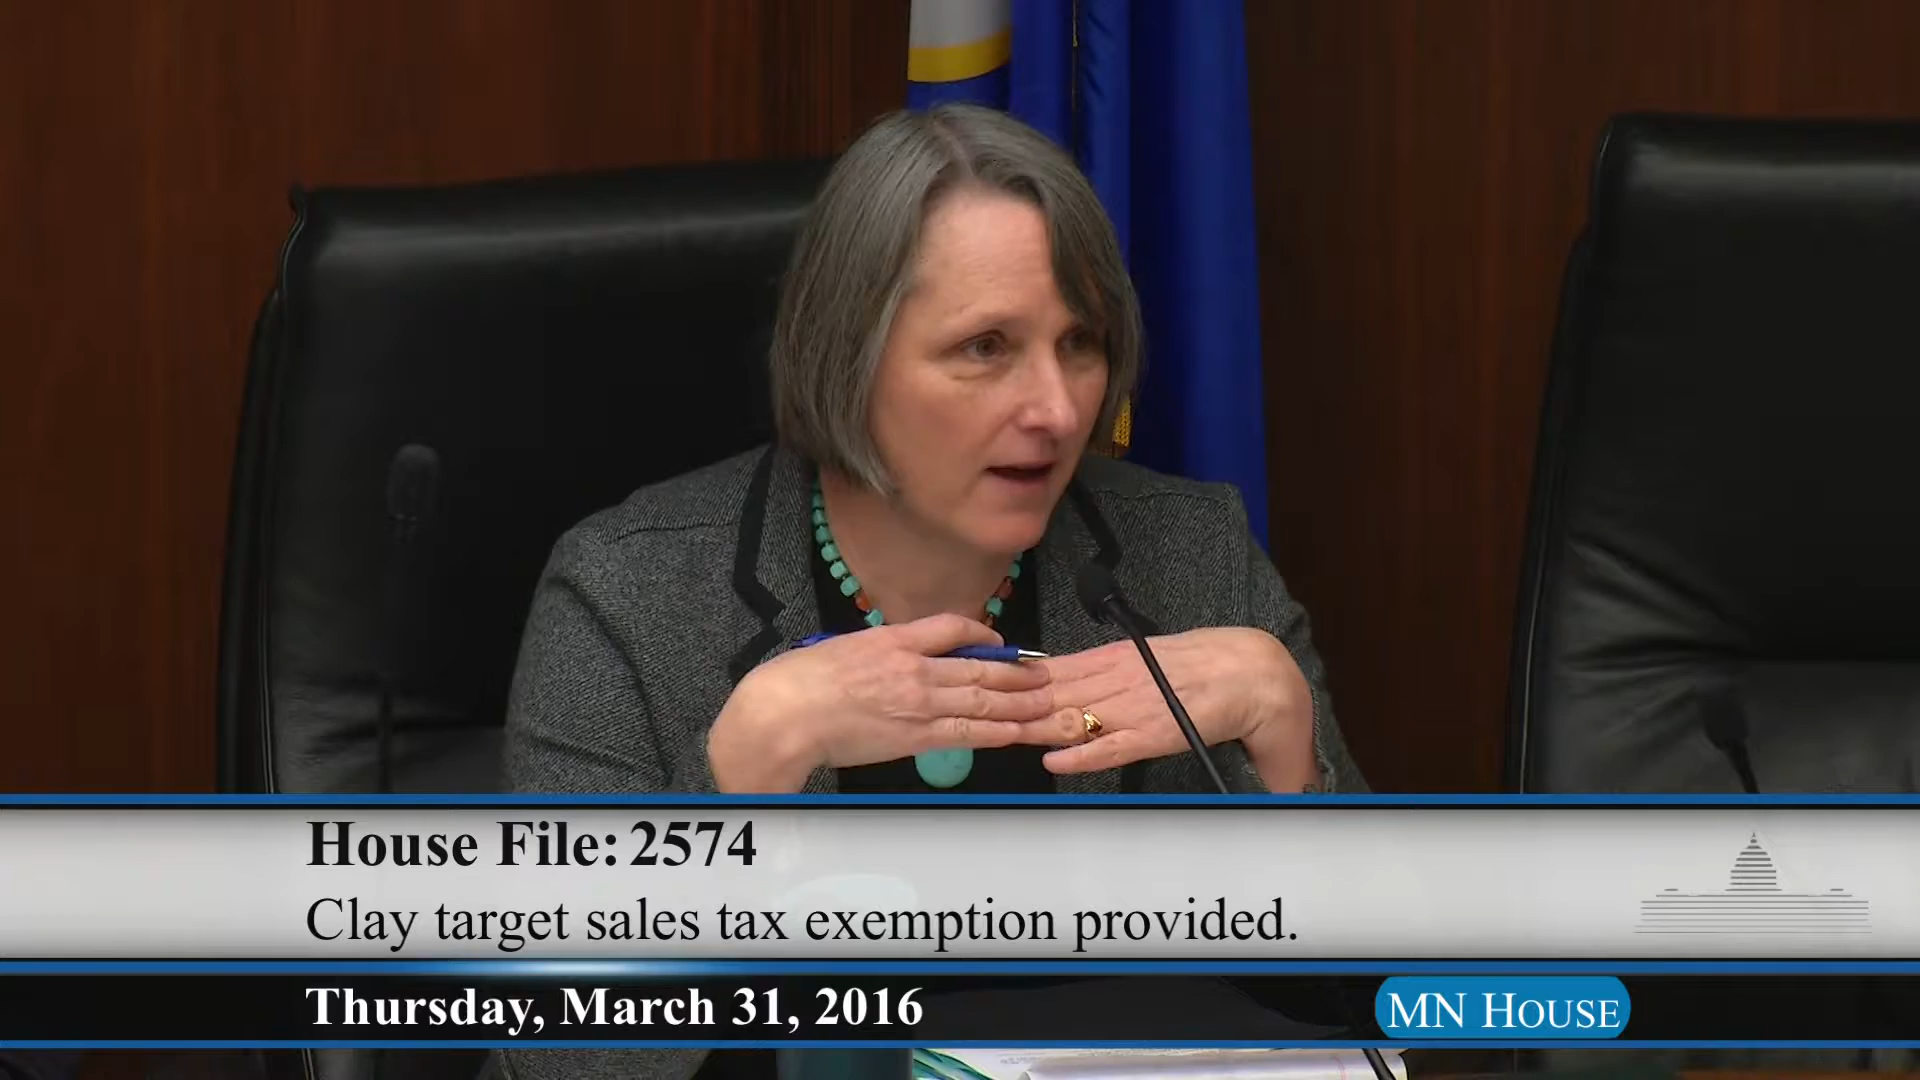 House File: 2574
Clay target sales tax exemption provided.
Thursday, March 31, 2016
MN HOUSE